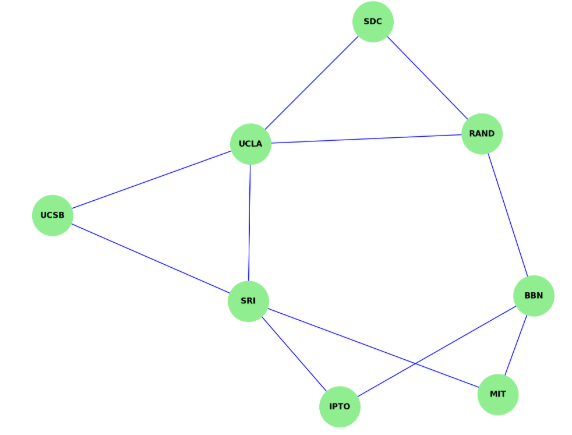 SDC
RAND
UCLA
UCSB
BBN
SRI
MIT
IPTO